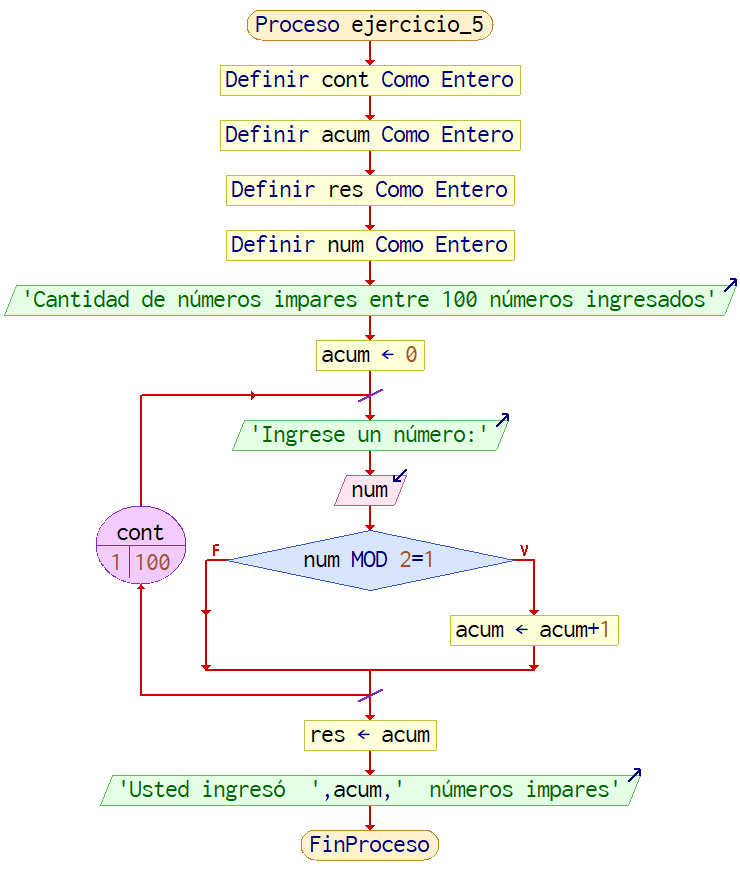 Proceso ejercicio_5
Definir cont Como Entero
Definir acum Como Entero
Definir res Como Entero
Definir num Como Entero
'Cantidad de números impares entre 100 números ingresados'
acum ← 0
'Ingrese un número:'
num
cont
1 100
F
num MOD 2=1
V
acum ← acum+1
res ← acum
'Usted ingresó  ',acum,'  números impares'
FinProceso